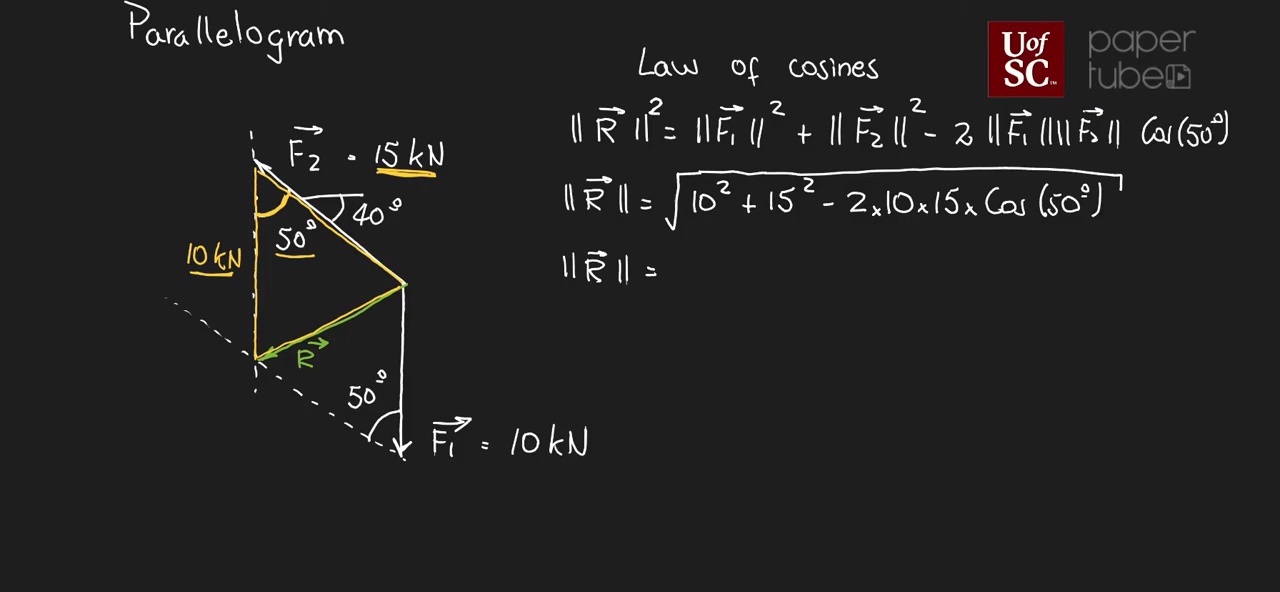 Parallelogram
UofSC™ paper tube
Law of cosines
‖R⃗‖² = ‖F₁⃗‖² + ‖F₂⃗‖² - 2 ‖F₁⃗‖‖F₂⃗‖ Cos(50°)
F₂⃗ = 15 kN
‖R⃗‖ = √(10² + 15² - 2 x 10 x 15 x Cos(50°))
40°
50°
10 kN
‖R⃗‖ =
R⃗
50°
F₁⃗ = 10 kN